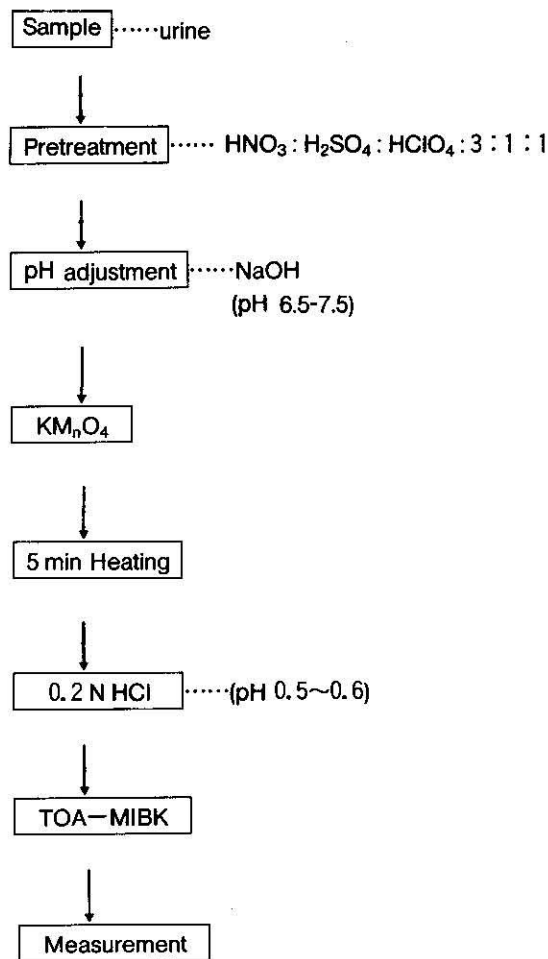 Sample ······urine
Pretreatment ······ HNO₃ : H₂SO₄ : HClO₄ : 3 : 1 : 1
pH adjustment ······NaOH
(pH 6.5-7.5)
KMₙO₄
5 min Heating
0.2 N HCl ······(pH 0.5~0.6)
TOA−MIBK
Measurement